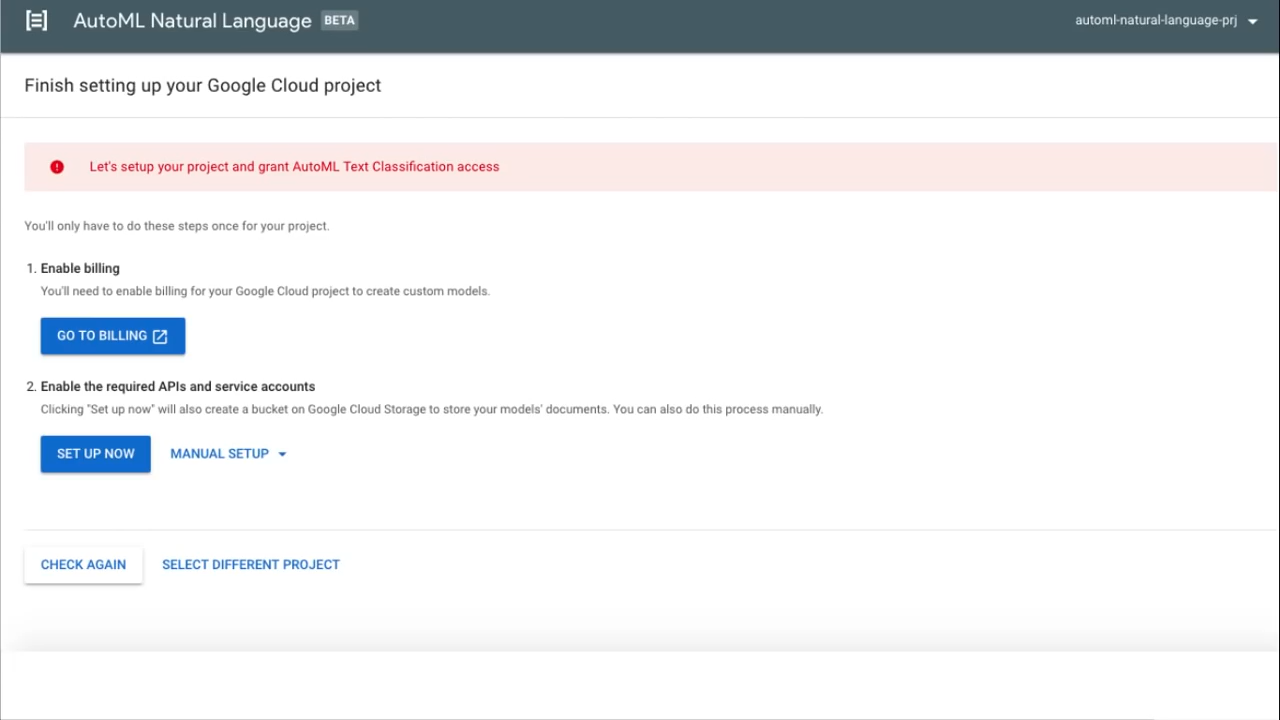 AutoML Natural Language BETA
automl-natural-language-prj
Finish setting up your Google Cloud project
Let's setup your project and grant AutoML Text Classification access
You'll only have to do these steps once for your project.
1. Enable billing
You'll need to enable billing for your Google Cloud project to create custom models.
GO TO BILLING
2. Enable the required APIs and service accounts
Clicking "Set up now" will also create a bucket on Google Cloud Storage to store your models' documents. You can also do this process manually.
SET UP NOW MANUAL SETUP
CHECK AGAIN SELECT DIFFERENT PROJECT